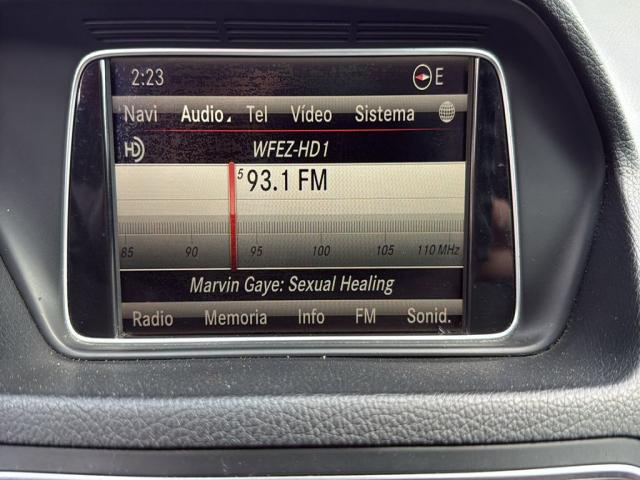 2:23 E
Navi Audio Tel Vídeo Sistema
HD WFEZ-HD1
5 93.1 FM
85 90 95 100 105 110 MHz
Marvin Gaye: Sexual Healing
Radio Memoria Info FM Sonid.